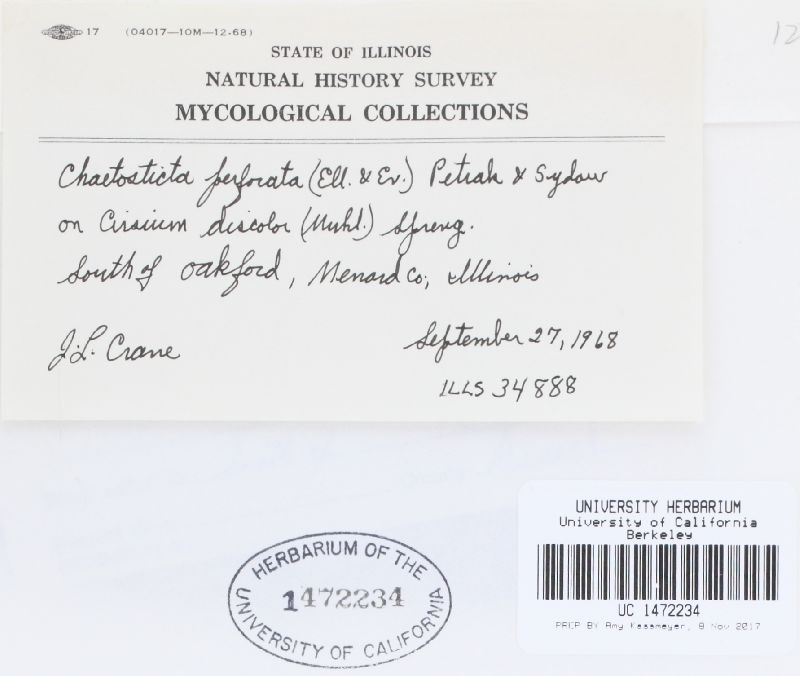 17 (04017—10M—12-68)
12
STATE OF ILLINOIS
NATURAL HISTORY SURVEY
MYCOLOGICAL COLLECTIONS
Chaetosticta perforata (Ell. & Ev.) Petrak & Sydow
on Cirsium discolor (Muhl.) Spreng.
South of Oakford, Menard Co; Illinois
J.L. Crane
September 27, 1968
ILLS 34888
HERBARIUM OF THE
1472234
UNIVERSITY OF CALIFORNIA
UNIVERSITY HERBARIUM
University of California
Berkeley
UC 1472234
PREP BY Amy Kassmeyer, 8 Nov 2017